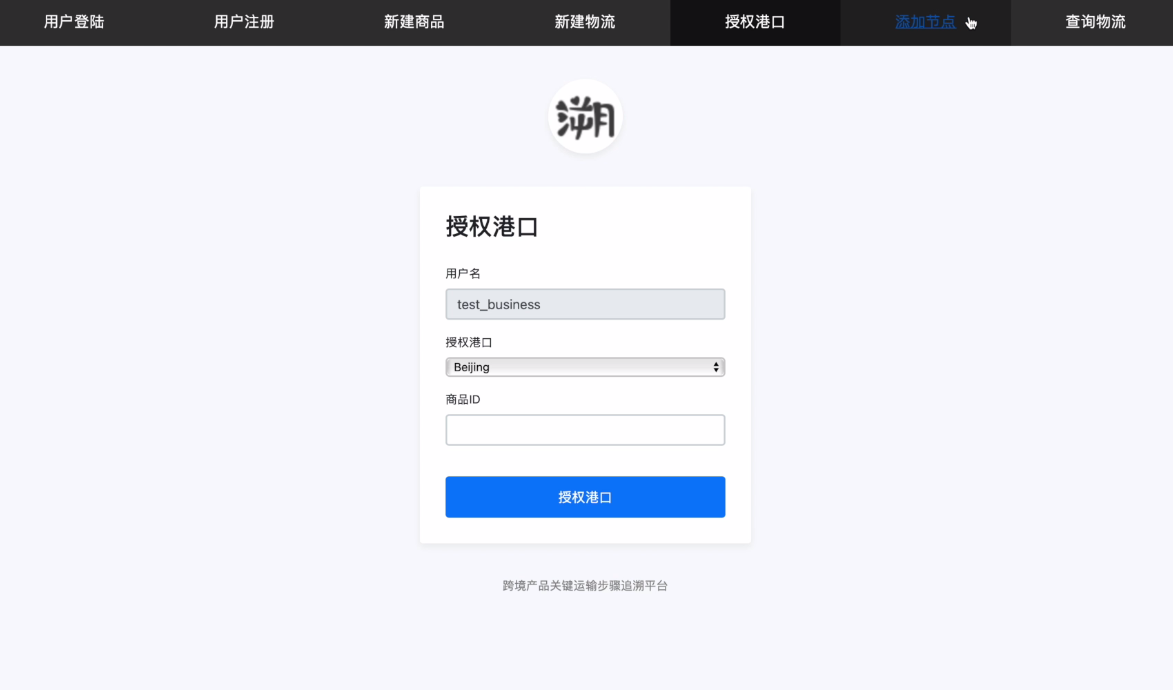 用户登陆 用户注册 新建商品 新建物流 授权港口 添加节点 查询物流
溯
授权港口
用户名
test_business
授权港口
Beijing
商品ID
授权港口
跨境产品关键运输步骤追溯平台